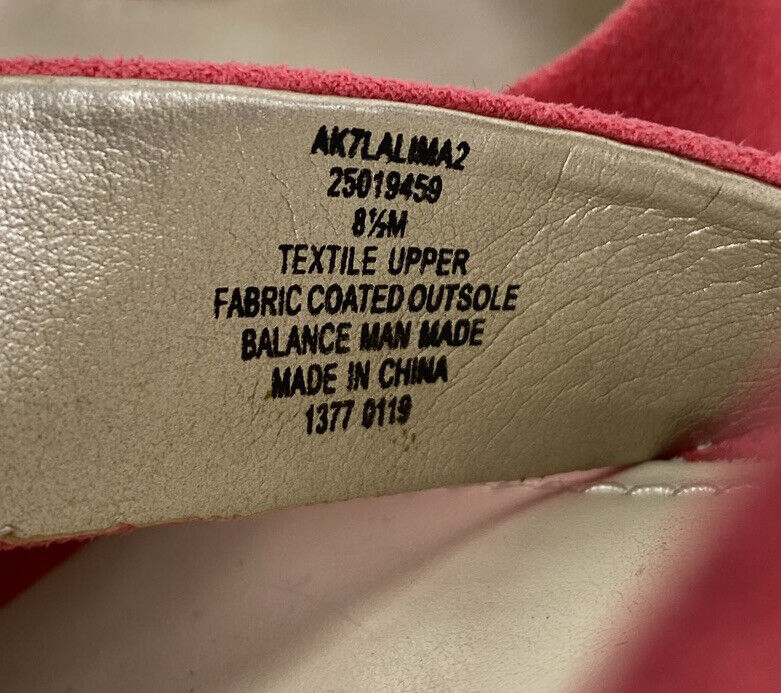 AK7LALIMA2
25019459
8½M
TEXTILE UPPER
FABRIC COATED OUTSOLE
BALANCE MAN MADE
MADE IN CHINA
1377 0119